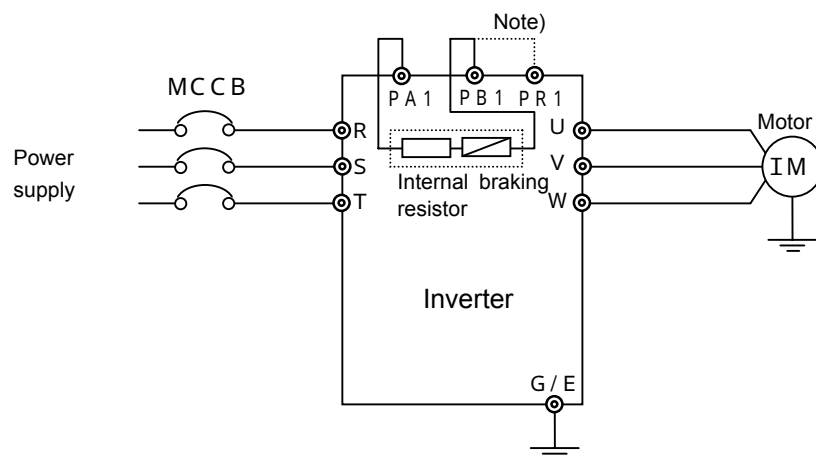 Note)
MCCB
PA1 PB1 PR1
R
U
Motor
Power
supply
S
V
IM
Internal braking
resistor
T
W
Inverter
G/E